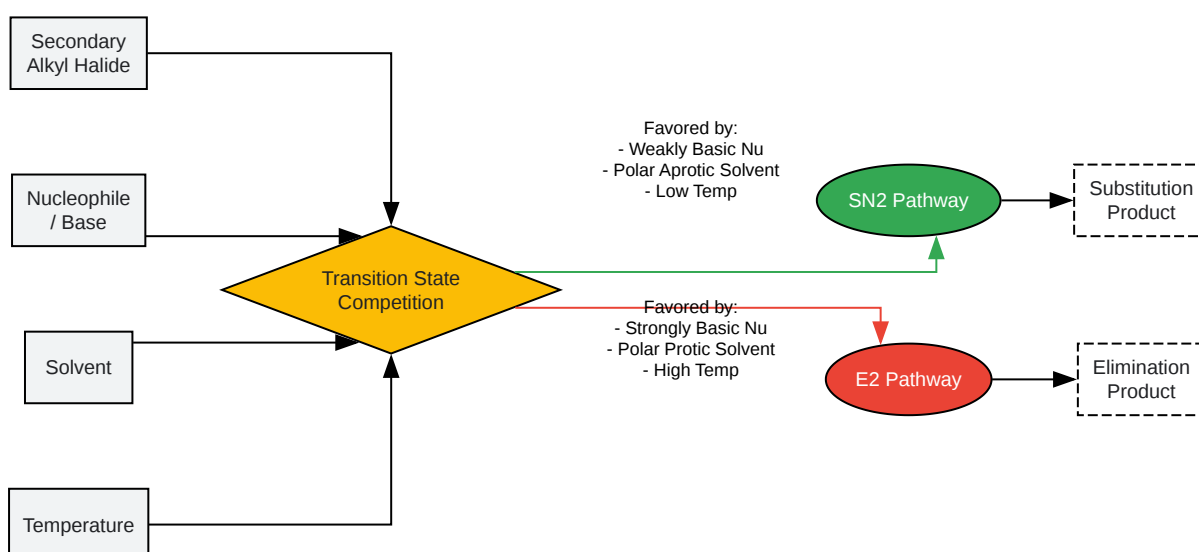 Secondary
Alkyl Halide
Nucleophile
/ Base
Solvent
Temperature
Transition State
Competition
Favored by:
- Weakly Basic Nu
- Polar Aprotic Solvent
- Low Temp
SN2 Pathway
Substitution
Product
Favored by:
- Strongly Basic Nu
- Polar Protic Solvent
- High Temp
E2 Pathway
Elimination
Product